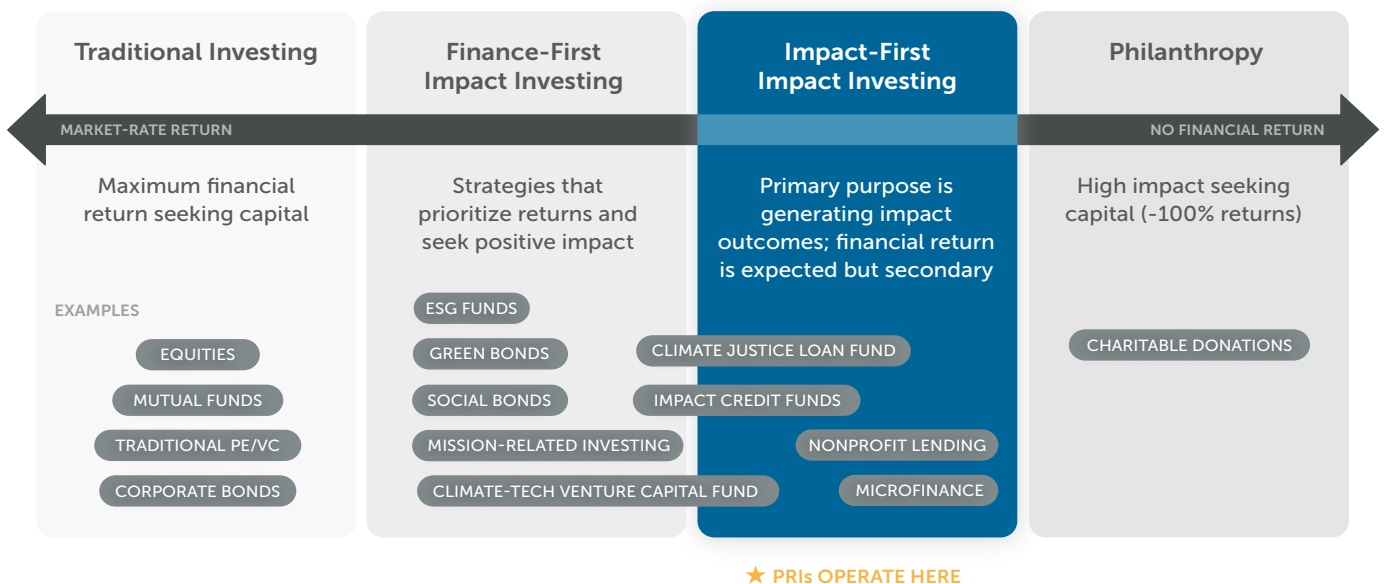 Traditional Investing
Finance-First
Impact Investing
Impact-First
Impact Investing
Philanthropy
MARKET-RATE RETURN
NO FINANCIAL RETURN
Maximum financial
return seeking capital
Strategies that
prioritize returns and
seek positive impact
Primary purpose is
generating impact
outcomes; financial return
is expected but secondary
High impact seeking
capital (-100% returns)
EXAMPLES
EQUITIES
MUTUAL FUNDS
TRADITIONAL PE/VC
CORPORATE BONDS
ESG FUNDS
GREEN BONDS
SOCIAL BONDS
MISSION-RELATED INVESTING
CLIMATE-TECH VENTURE CAPITAL FUND
CLIMATE JUSTICE LOAN FUND
IMPACT CREDIT FUNDS
NONPROFIT LENDING
MICROFINANCE
CHARITABLE DONATIONS
★ PRIs OPERATE HERE